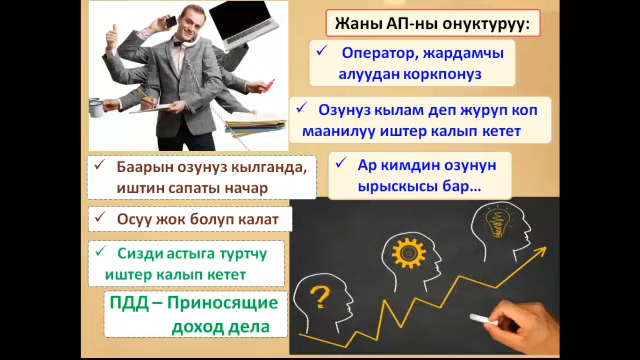 Жаны АП-ны онуктуруу:
✓ Оператор, жардамчы
алуудан коркпонуз
✓ Озунуз кылам деп журуп коп
маанилуу иштер калып кетет
✓ Баарын озунуз кылганда,
иштин сапаты начар
✓ Ар кимдин озунун
ырыскысы бар...
✓ Осуу жок болуп калат
✓ Сизди астыга туртчу
иштер калып кетет
ПДД – Приносящие
доход дела
?